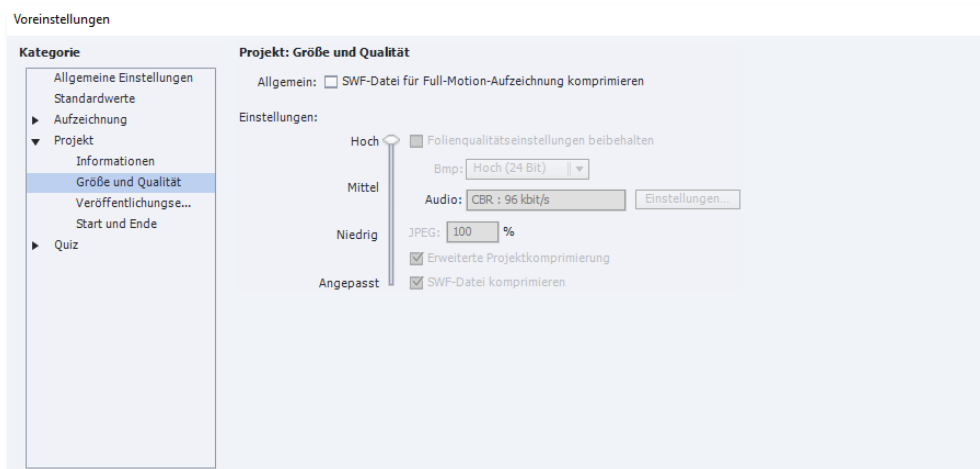 Voreinstellungen
Kategorie
Allgemeine Einstellungen
Standardwerte
Aufzeichnung
Projekt
Informationen
Größe und Qualität
Veröffentlichungse...
Start und Ende
Quiz
Projekt: Größe und Qualität
Allgemein: SWF-Datei für Full-Motion-Aufzeichnung komprimieren
Einstellungen:
Hoch Folienqualitätseinstellungen beibehalten
Bmp: Hoch (24 Bit)
Mittel
Audio: CBR : 96 kbit/s Einstellungen...
Niedrig JPEG: 100 %
Erweiterte Projektkomprimierung
Angepasst SWF-Datei komprimieren